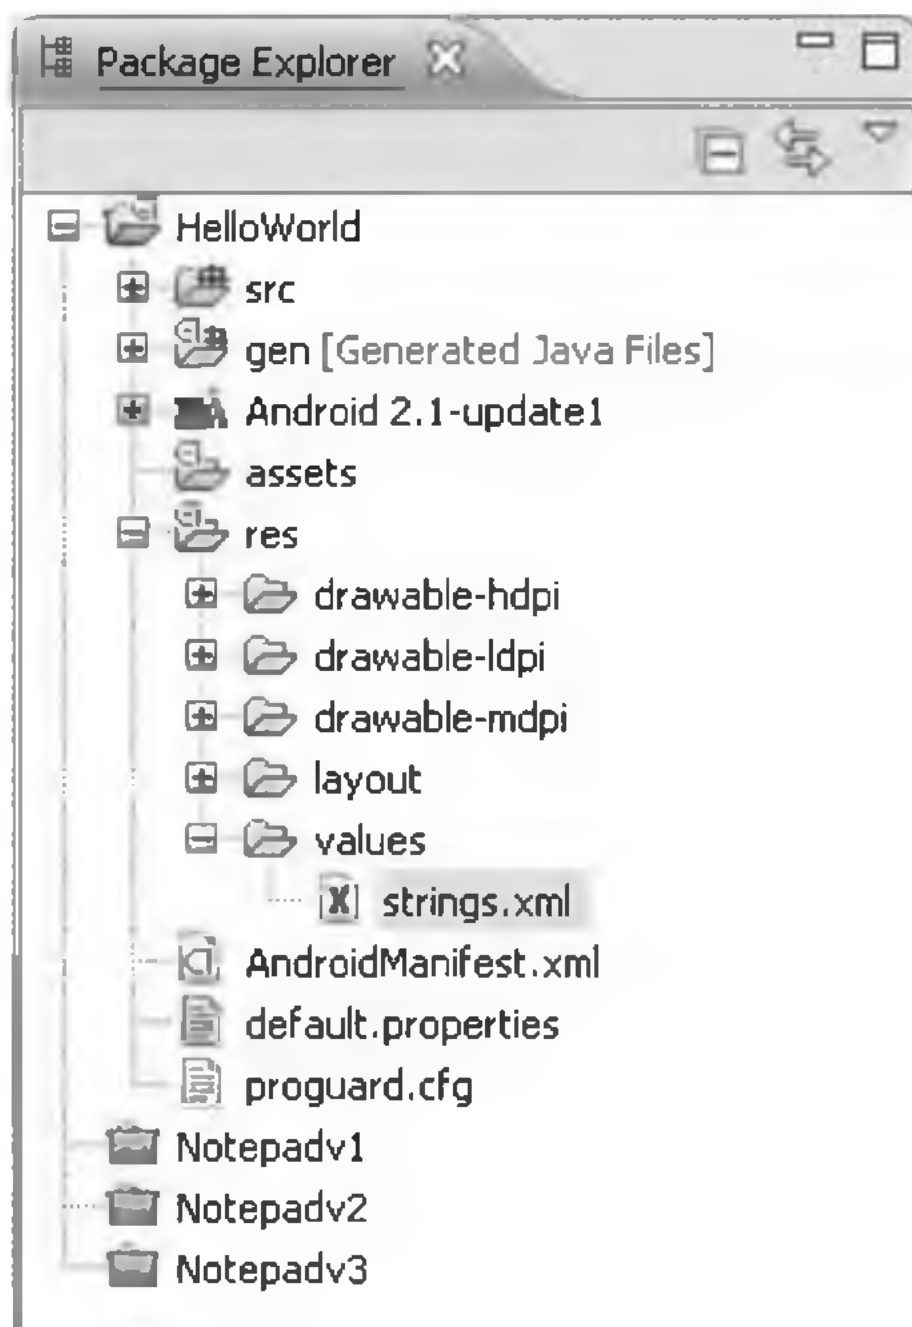 Package Explorer
HelloWorld
src
gen [Generated Java Files]
Android 2.1-update1
assets
res
drawable-hdpi
drawable-ldpi
drawable-mdpi
layout
values
strings.xml
AndroidManifest.xml
default.properties
proguard.cfg
Notepadv1
Notepadv2
Notepadv3